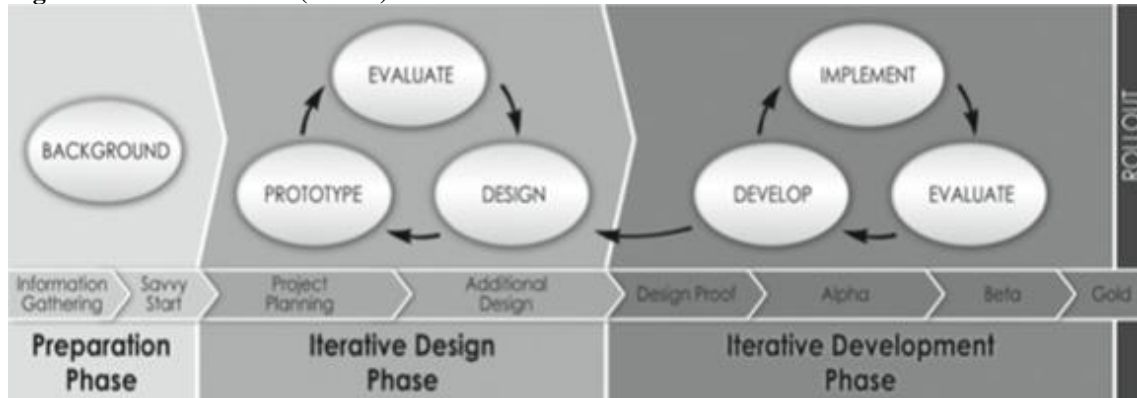 EVALUATE
IMPLEMENT
BACKGROUND
PROTOTYPE
DESIGN
DEVELOP
EVALUATE
ROLLOUT
Information
Gathering
Savvy
Start
Project
Planning
Additional
Design
Design Proof
Alpha
Beta
Gold
Preparation
Phase
Iterative Design
Phase
Iterative Development
Phase